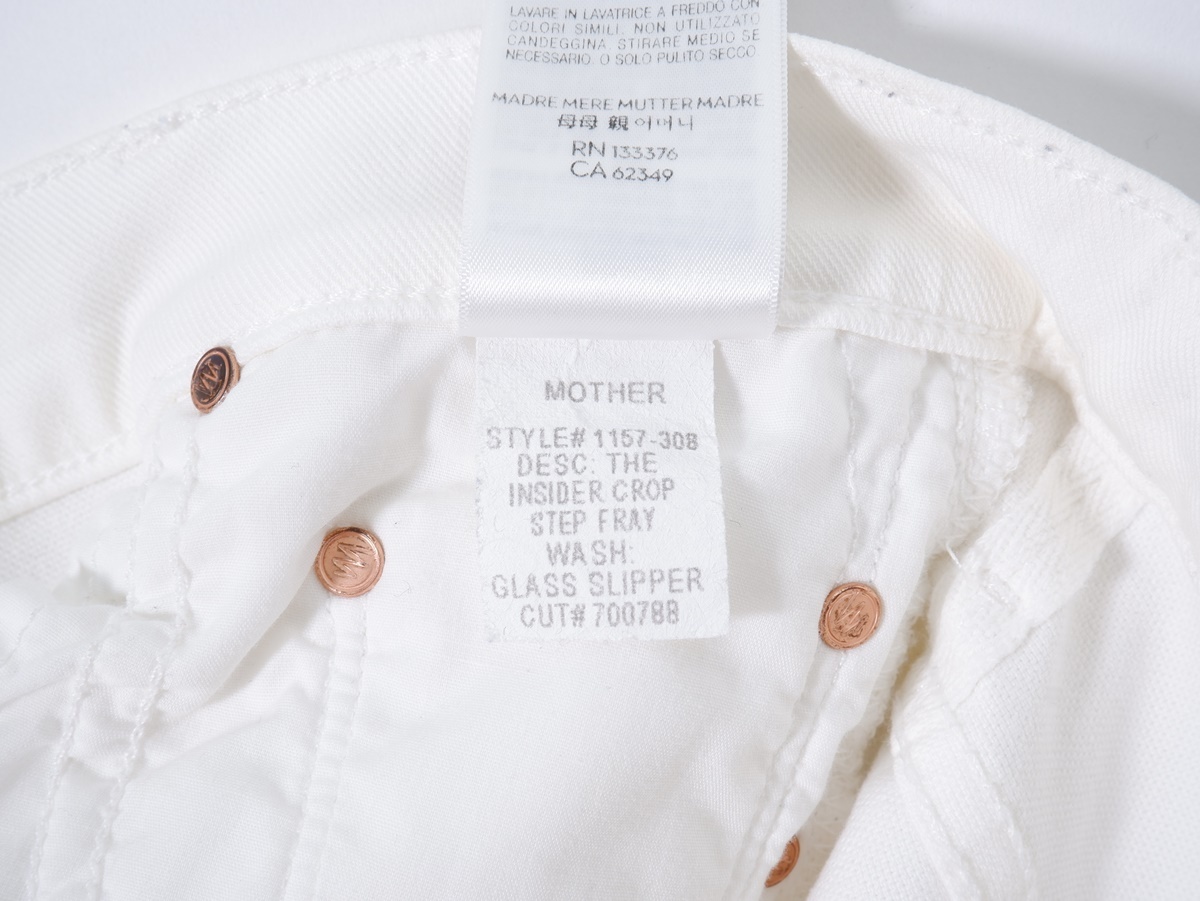 LAVARE IN LAVATRICE A FREDDO CON
COLORI SIMILI. NON UTILIZZATO
CANDEGGINA. STIRARE MEDIO SE
NECESSARIO. O SOLO PULITO SECCO
MADRE MERE MUTTER MADRE
母母 親 어머니
RN 133376
CA 62349
MOTHER
STYLE# 1157-308
DESC: THE
INSIDER CROP
STEP FRAY
WASH:
GLASS SLIPPER
CUT# 700788